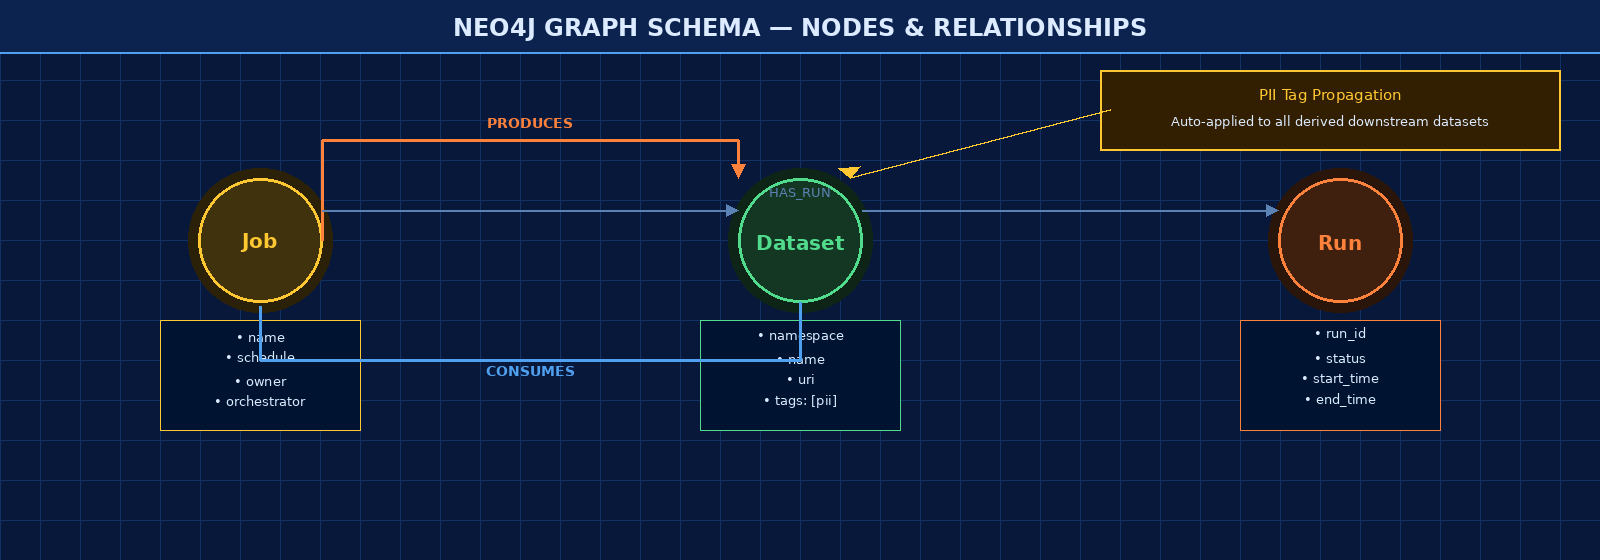 NEO4J GRAPH SCHEMA — NODES & RELATIONSHIPS
PII Tag Propagation
Auto-applied to all derived downstream datasets
PRODUCES
HAS_RUN
Job
Dataset
Run
• name
• schedule
• owner
• orchestrator
CONSUMES
• namespace
• name
• uri
• tags: [pii]
• run_id
• status
• start_time
• end_time